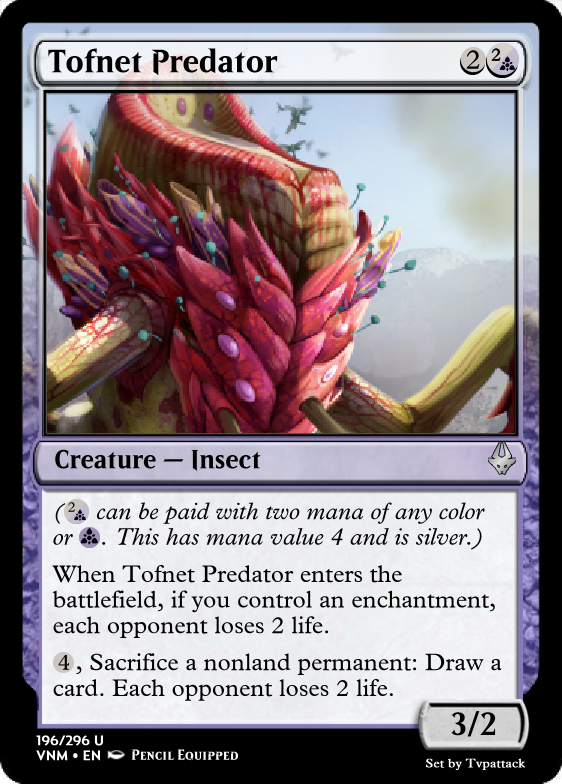 Tofnet Predator 2 2
Creature — Insect
(2 can be paid with two mana of any color
or . This has mana value 4 and is silver.)
When Tofnet Predator enters the
battlefield, if you control an enchantment,
each opponent loses 2 life.
4, Sacrifice a nonland permanent: Draw a
card. Each opponent loses 2 life.
3/2
196/296 U
VNM • EN Pencil Equipped
Set by Tvpattack